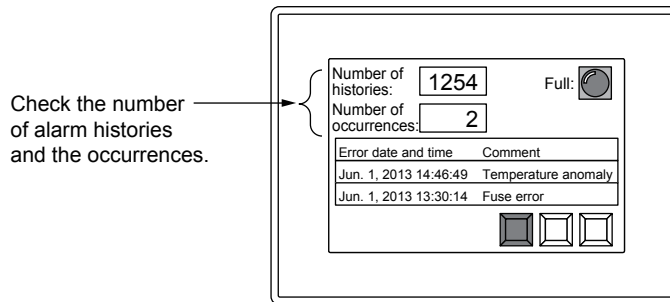 Check the number
of alarm histories
and the occurrences.
Number of
histories:
1254
Full:
Number of
occurrences:
2
Error date and time Comment
Jun. 1, 2013 14:46:49 Temperature anomaly
Jun. 1, 2013 13:30:14 Fuse error